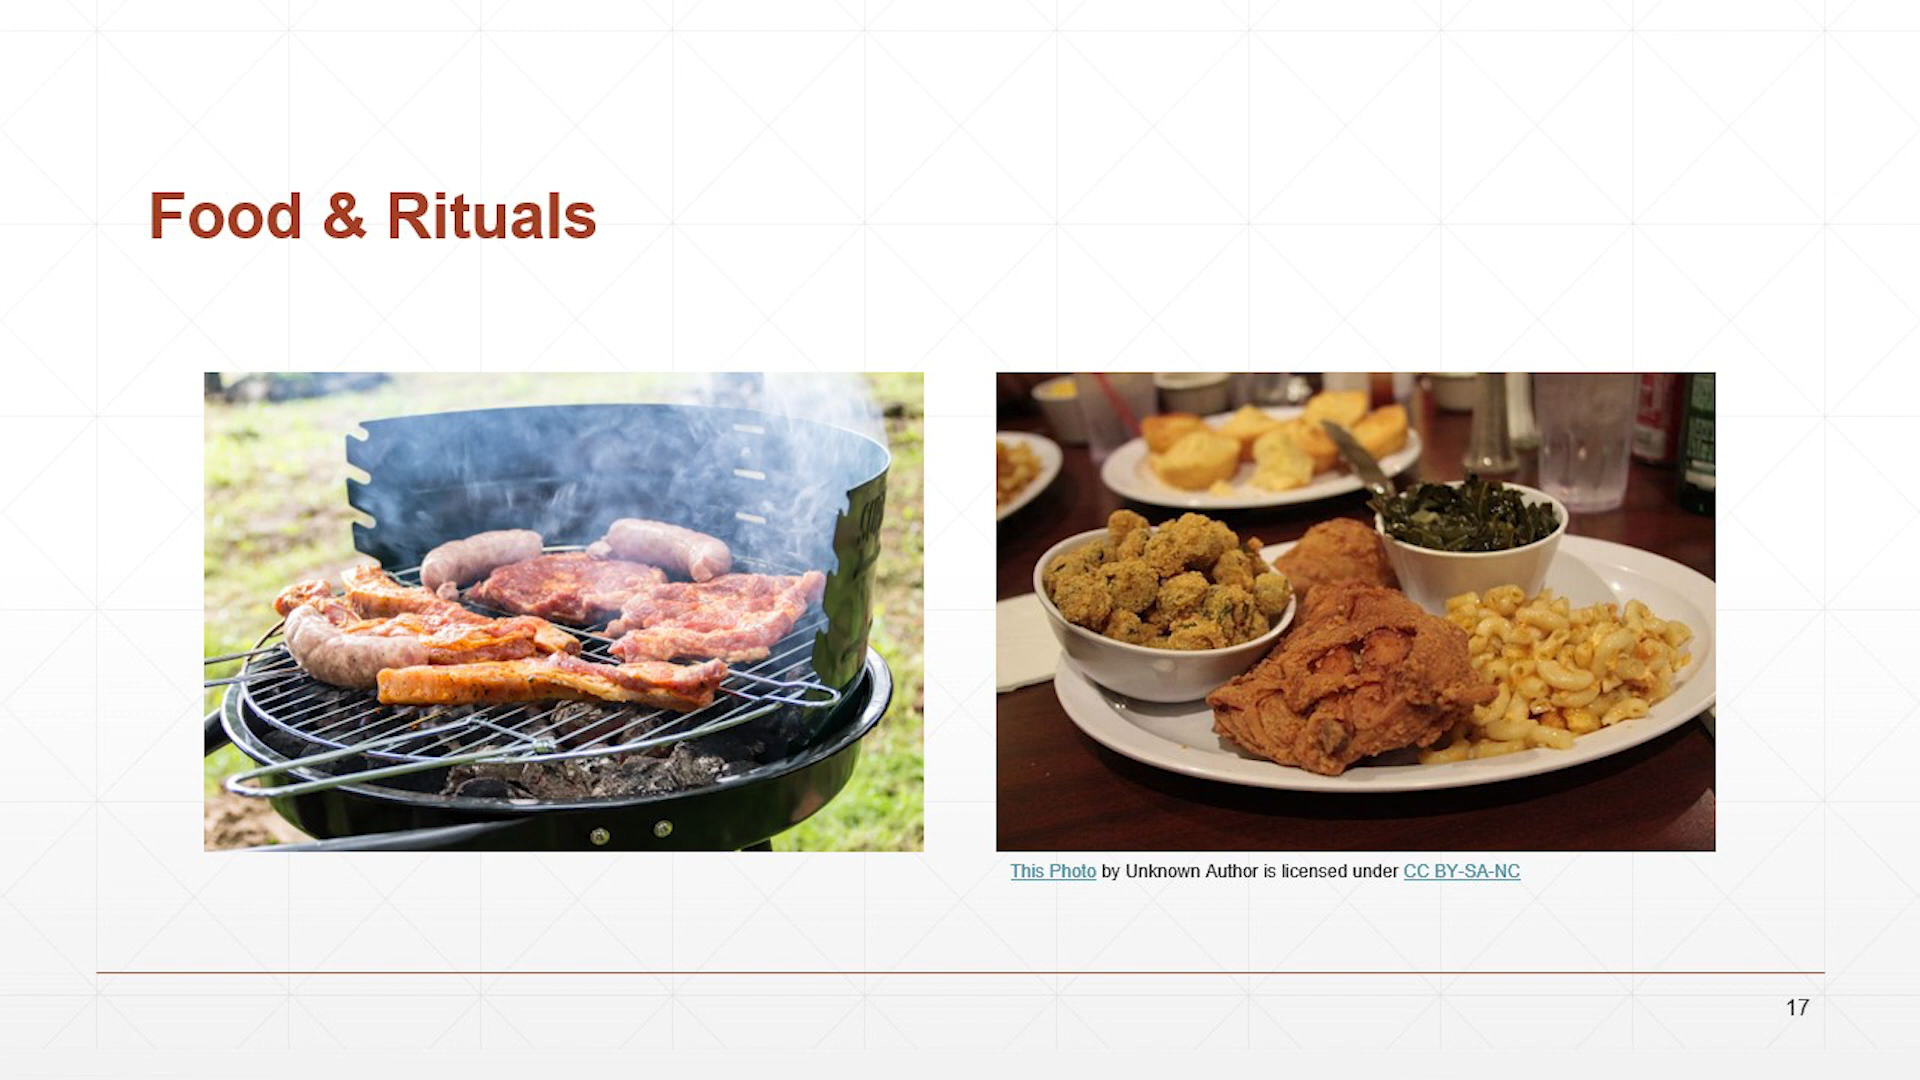 Food & Rituals
This Photo by Unknown Author is licensed under CC BY-SA-NC
17